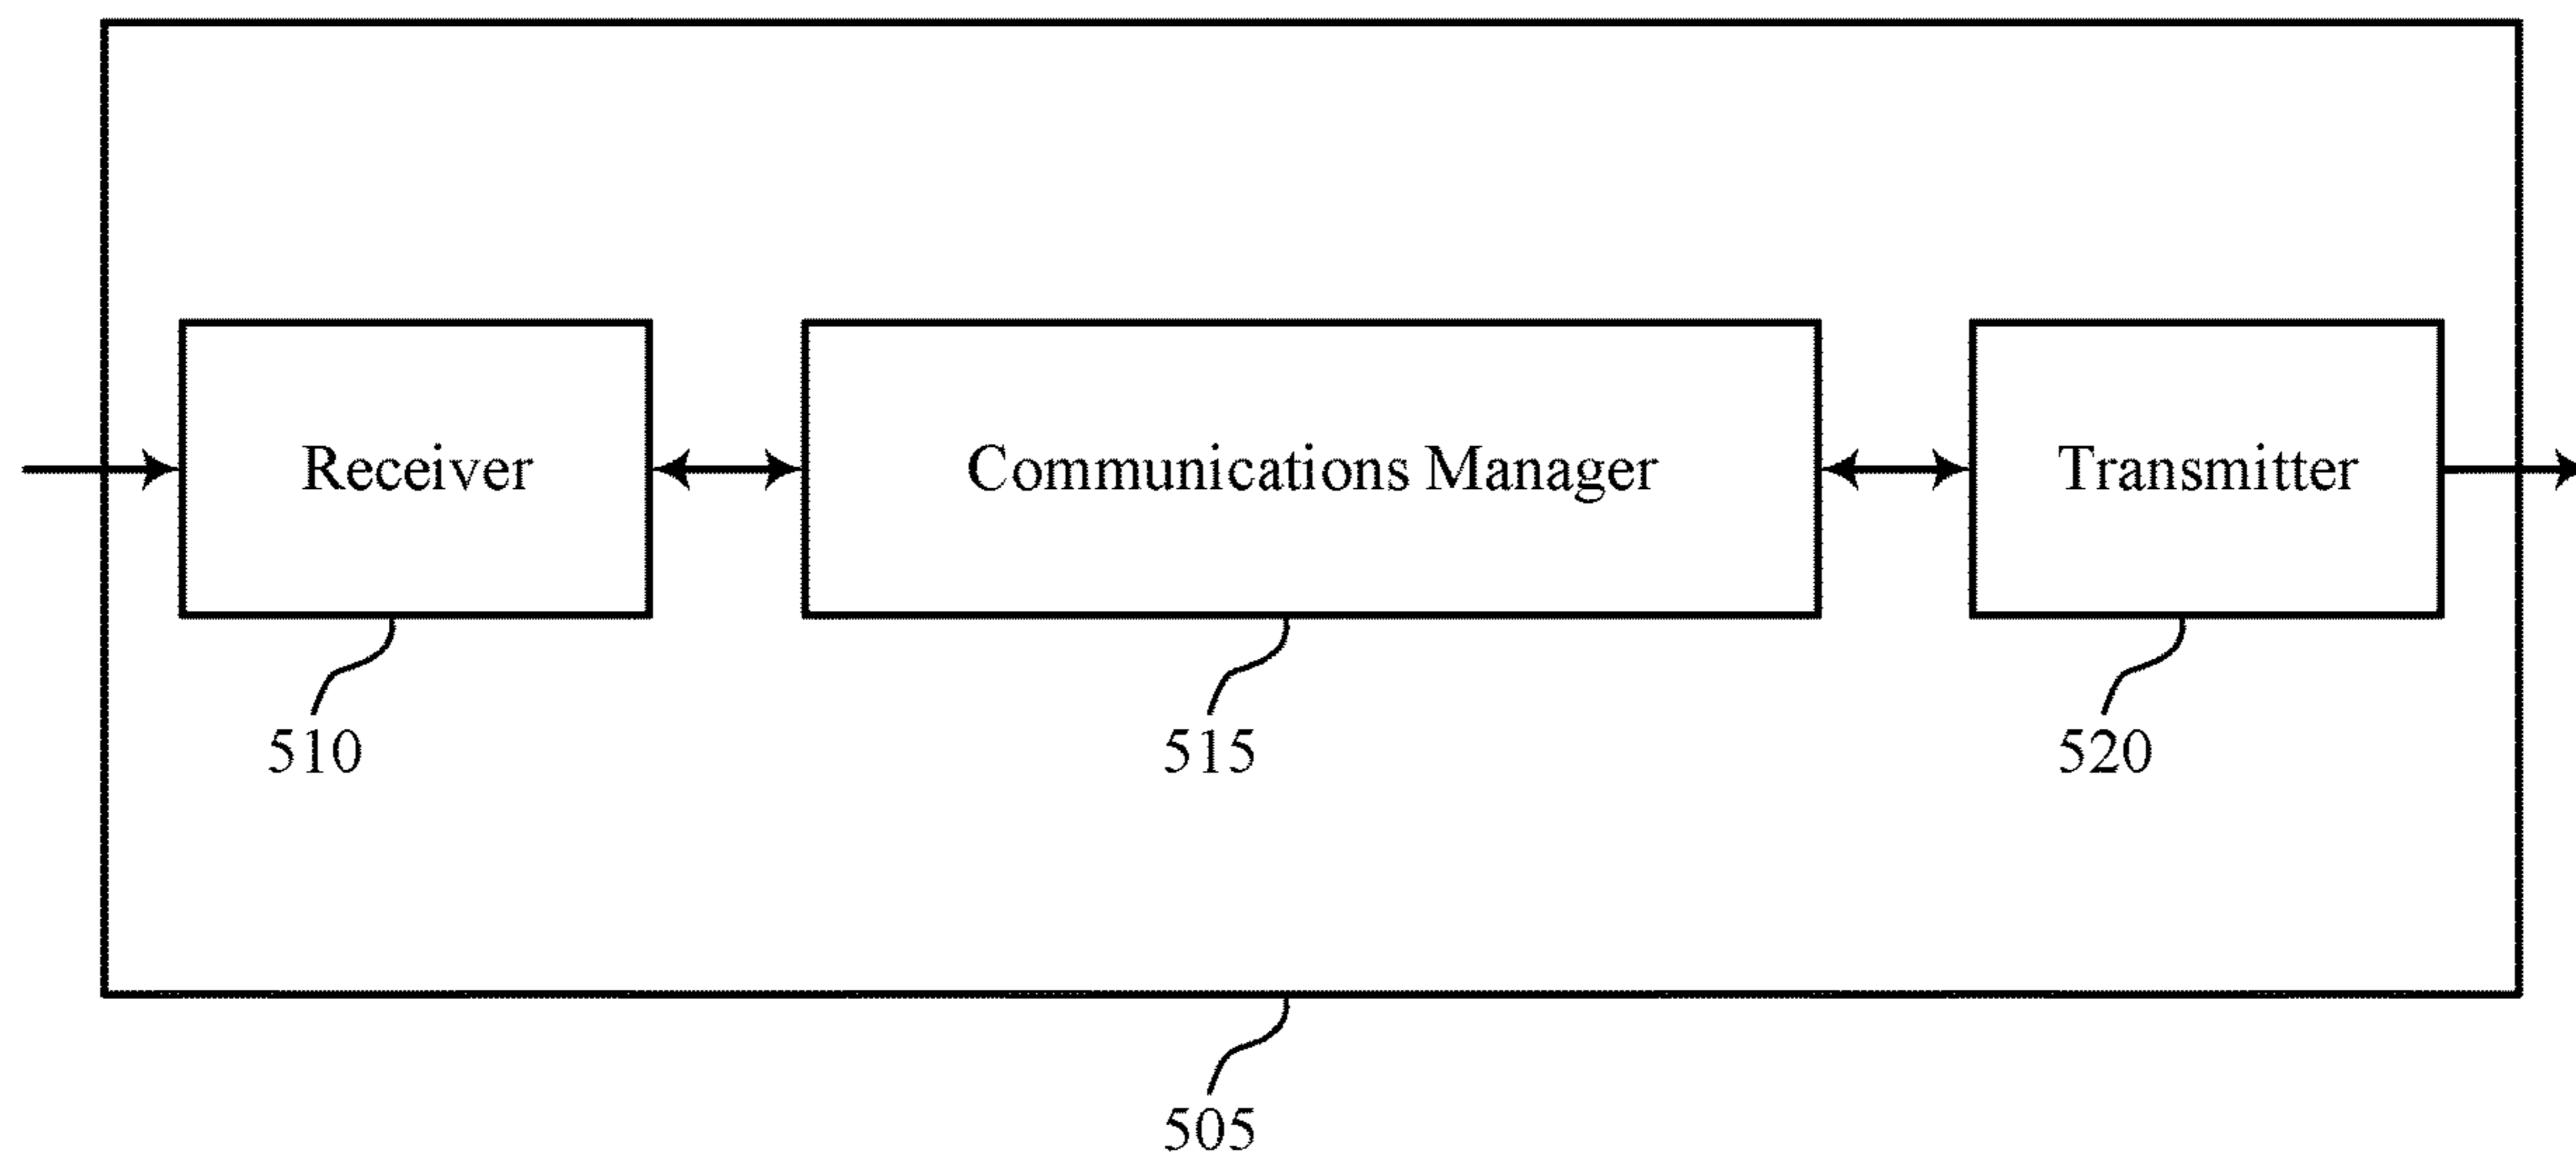 Receiver
Communications Manager
Transmitter
510
515
520
505